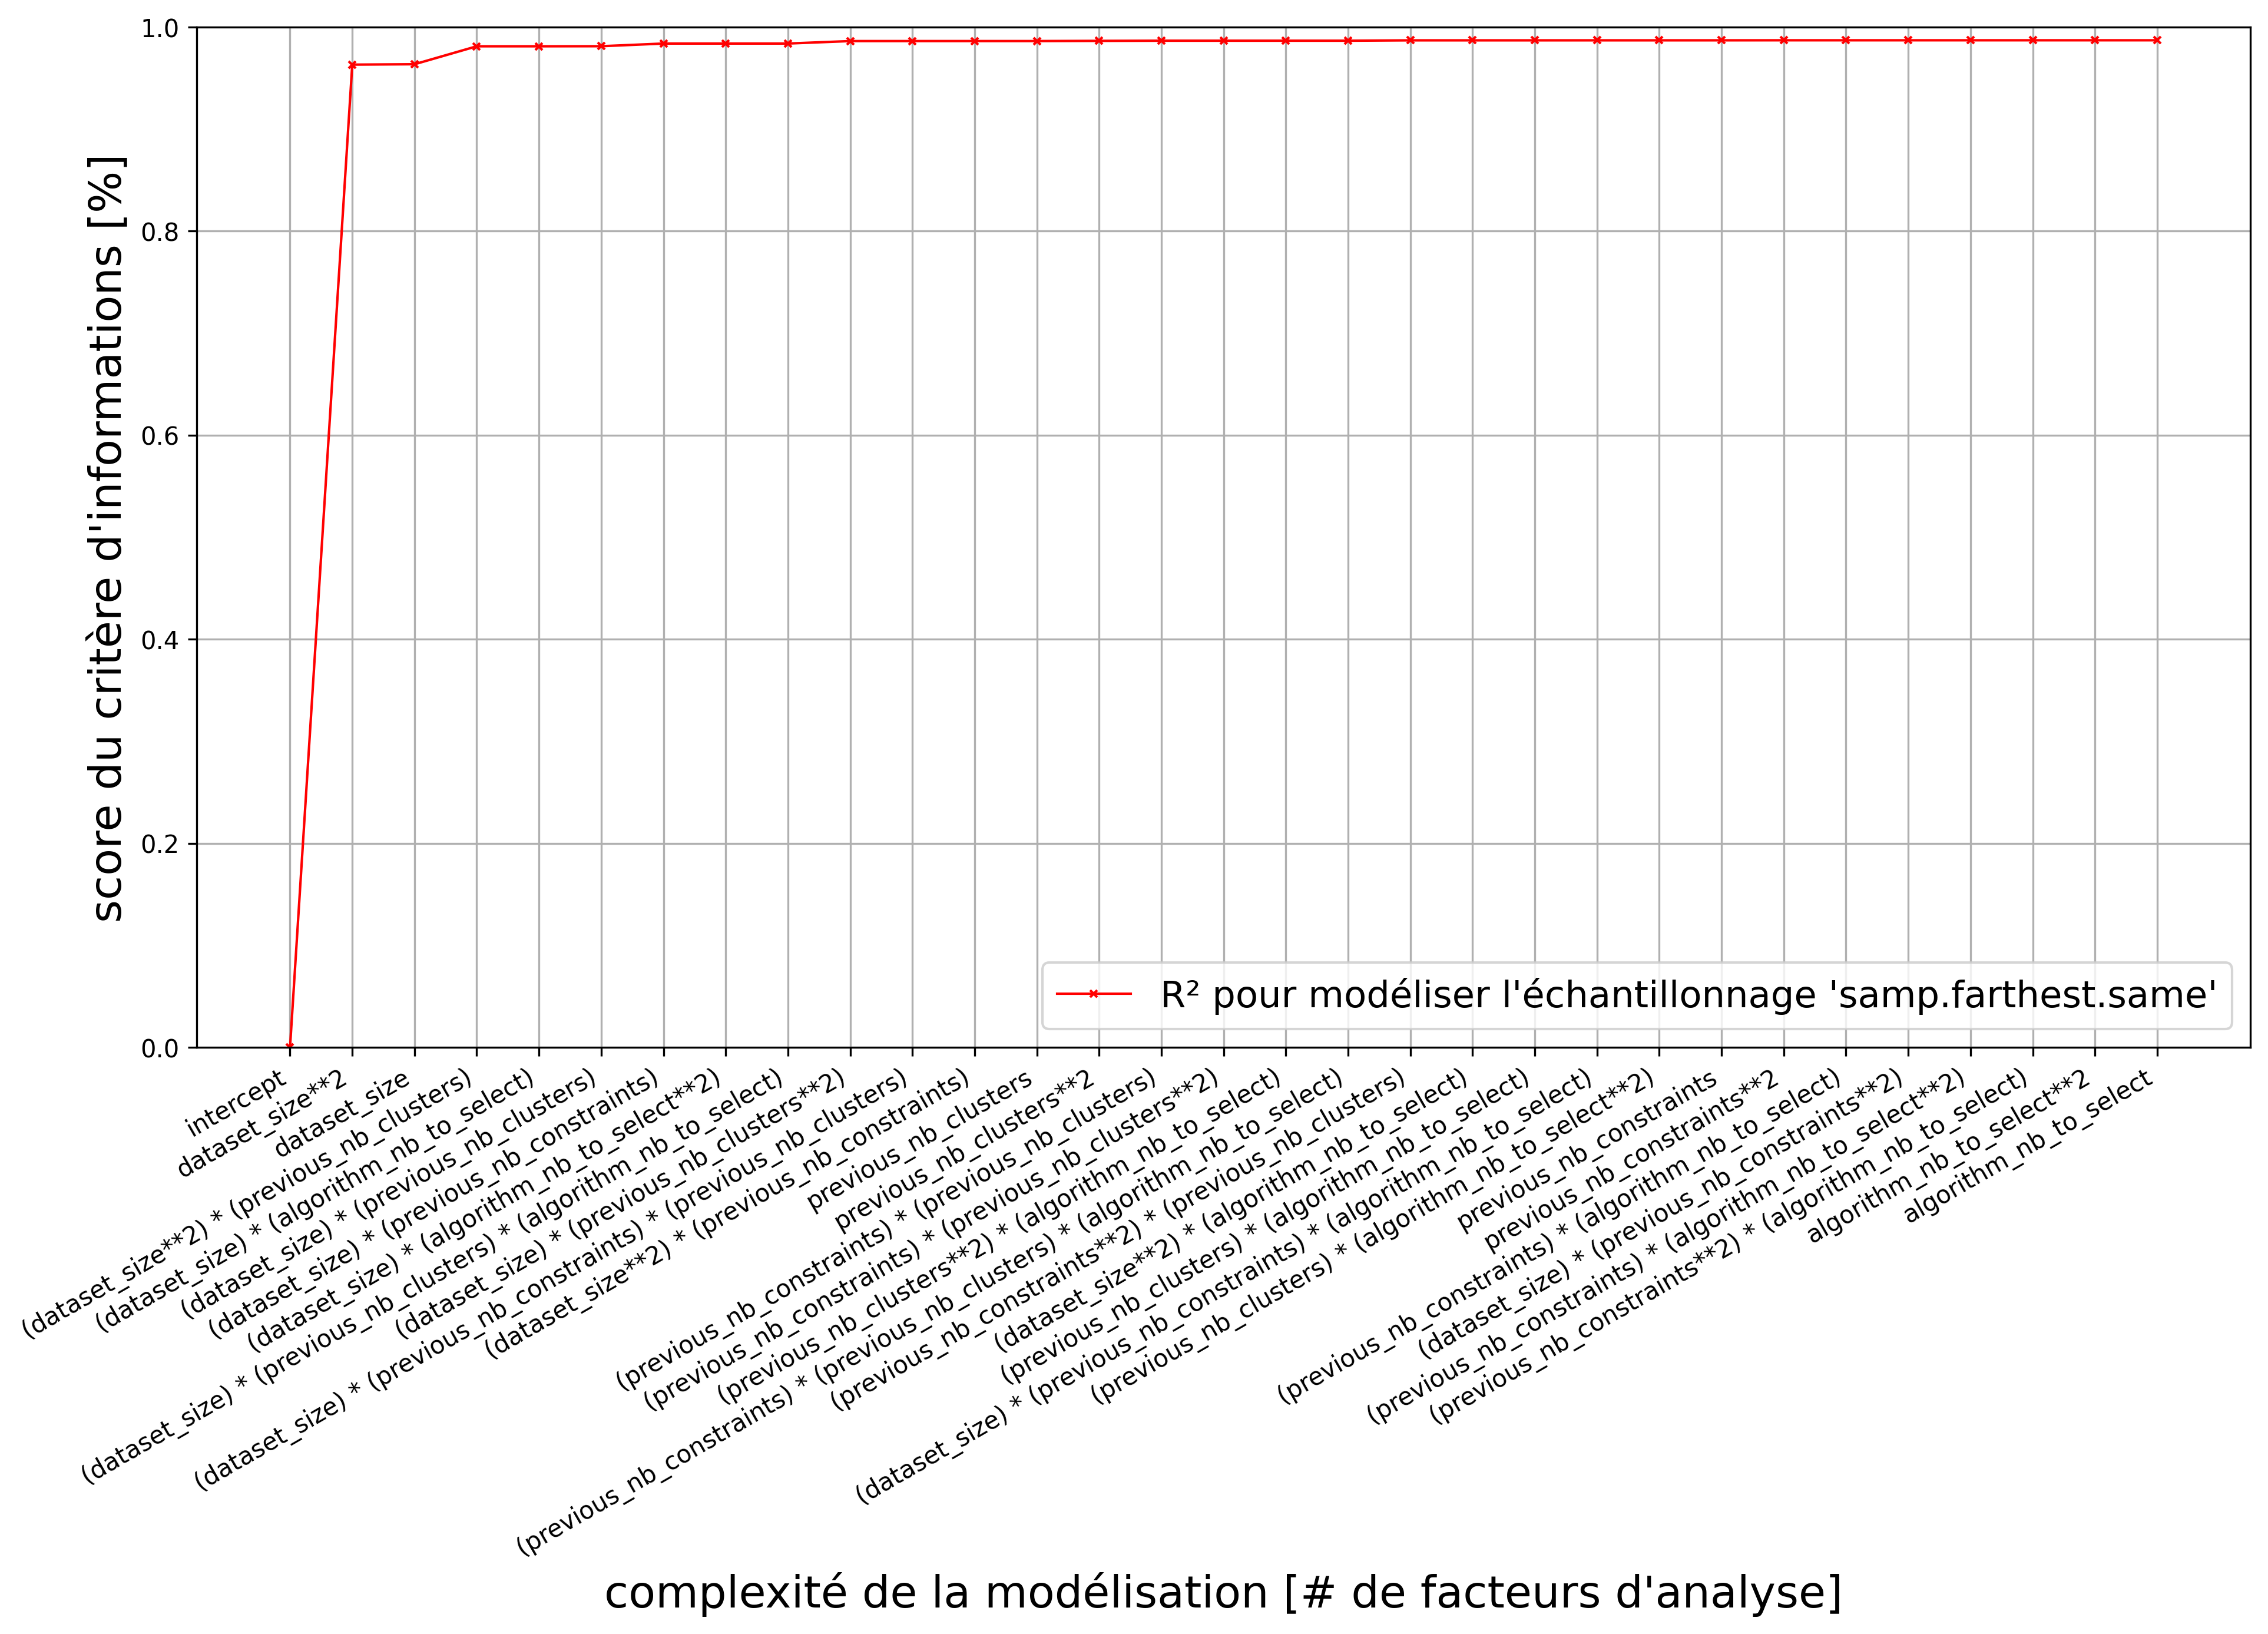 score du critère d'informations [%]
1.0
0.8
0.6
0.4
0.2
0.0
R² pour modéliser l'échantillonnage 'samp.farthest.same'
intercept
dataset_size**2
dataset_size
(dataset_size**2) * (previous_nb_clusters)
(dataset_size) * (algorithm_nb_to_select)
(dataset_size) * (previous_nb_clusters)
(dataset_size) * (previous_nb_constraints)
(dataset_size) * (algorithm_nb_to_select**2)
(dataset_size) * (previous_nb_clusters) * (algorithm_nb_to_select)
(dataset_size) * (previous_nb_clusters**2)
(dataset_size) * (previous_nb_constraints) * (previous_nb_clusters)
(dataset_size**2) * (previous_nb_constraints)
previous_nb_clusters
previous_nb_clusters**2
(previous_nb_constraints) * (previous_nb_clusters)
(previous_nb_constraints) * (previous_nb_clusters**2)
(previous_nb_clusters**2) * (algorithm_nb_to_select)
(previous_nb_constraints) * (previous_nb_clusters) * (algorithm_nb_to_select)
(previous_nb_constraints**2) * (previous_nb_clusters)
(dataset_size**2) * (algorithm_nb_to_select)
(previous_nb_clusters) * (algorithm_nb_to_select)
(dataset_size) * (previous_nb_constraints) * (algorithm_nb_to_select)
(previous_nb_clusters) * (algorithm_nb_to_select**2)
previous_nb_constraints
previous_nb_constraints**2
(previous_nb_constraints) * (algorithm_nb_to_select)
(dataset_size) * (previous_nb_constraints**2)
(previous_nb_constraints) * (algorithm_nb_to_select**2)
(previous_nb_constraints**2) * (algorithm_nb_to_select)
algorithm_nb_to_select**2
algorithm_nb_to_select
complexité de la modélisation [# de facteurs d'analyse]